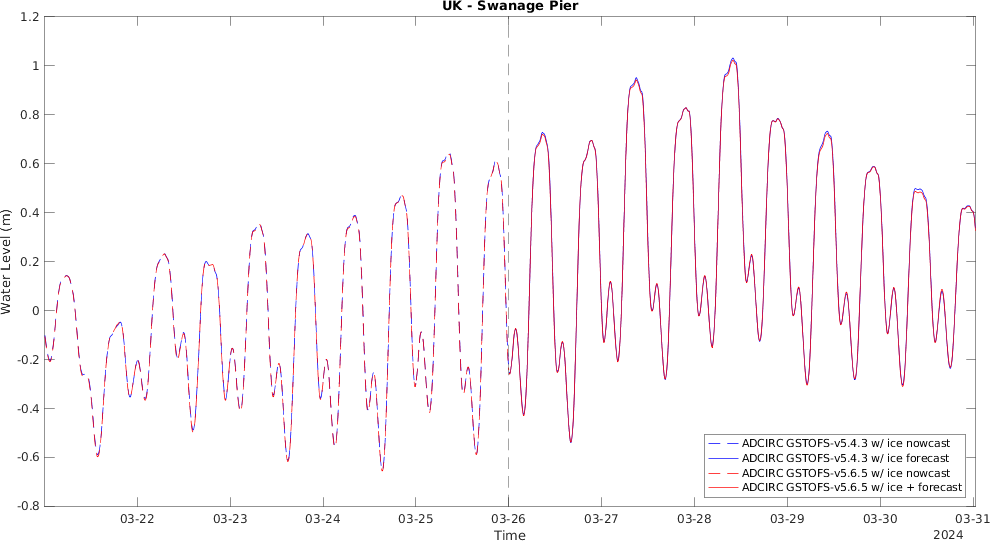 UK - Swanage Pier
1.2
1
0.8
0.6
0.4
0.2
0
-0.2
-0.4
-0.6
-0.8
Water Level (m)
ADCIRC GSTOFS-v5.4.3 w/ ice nowcast
ADCIRC GSTOFS-v5.4.3 w/ ice forecast
ADCIRC GSTOFS-v5.6.5 w/ ice nowcast
ADCIRC GSTOFS-v5.6.5 w/ ice + forecast
03-22 03-23 03-24 03-25 03-26 03-27 03-28 03-29 03-30 03-31
Time
2024